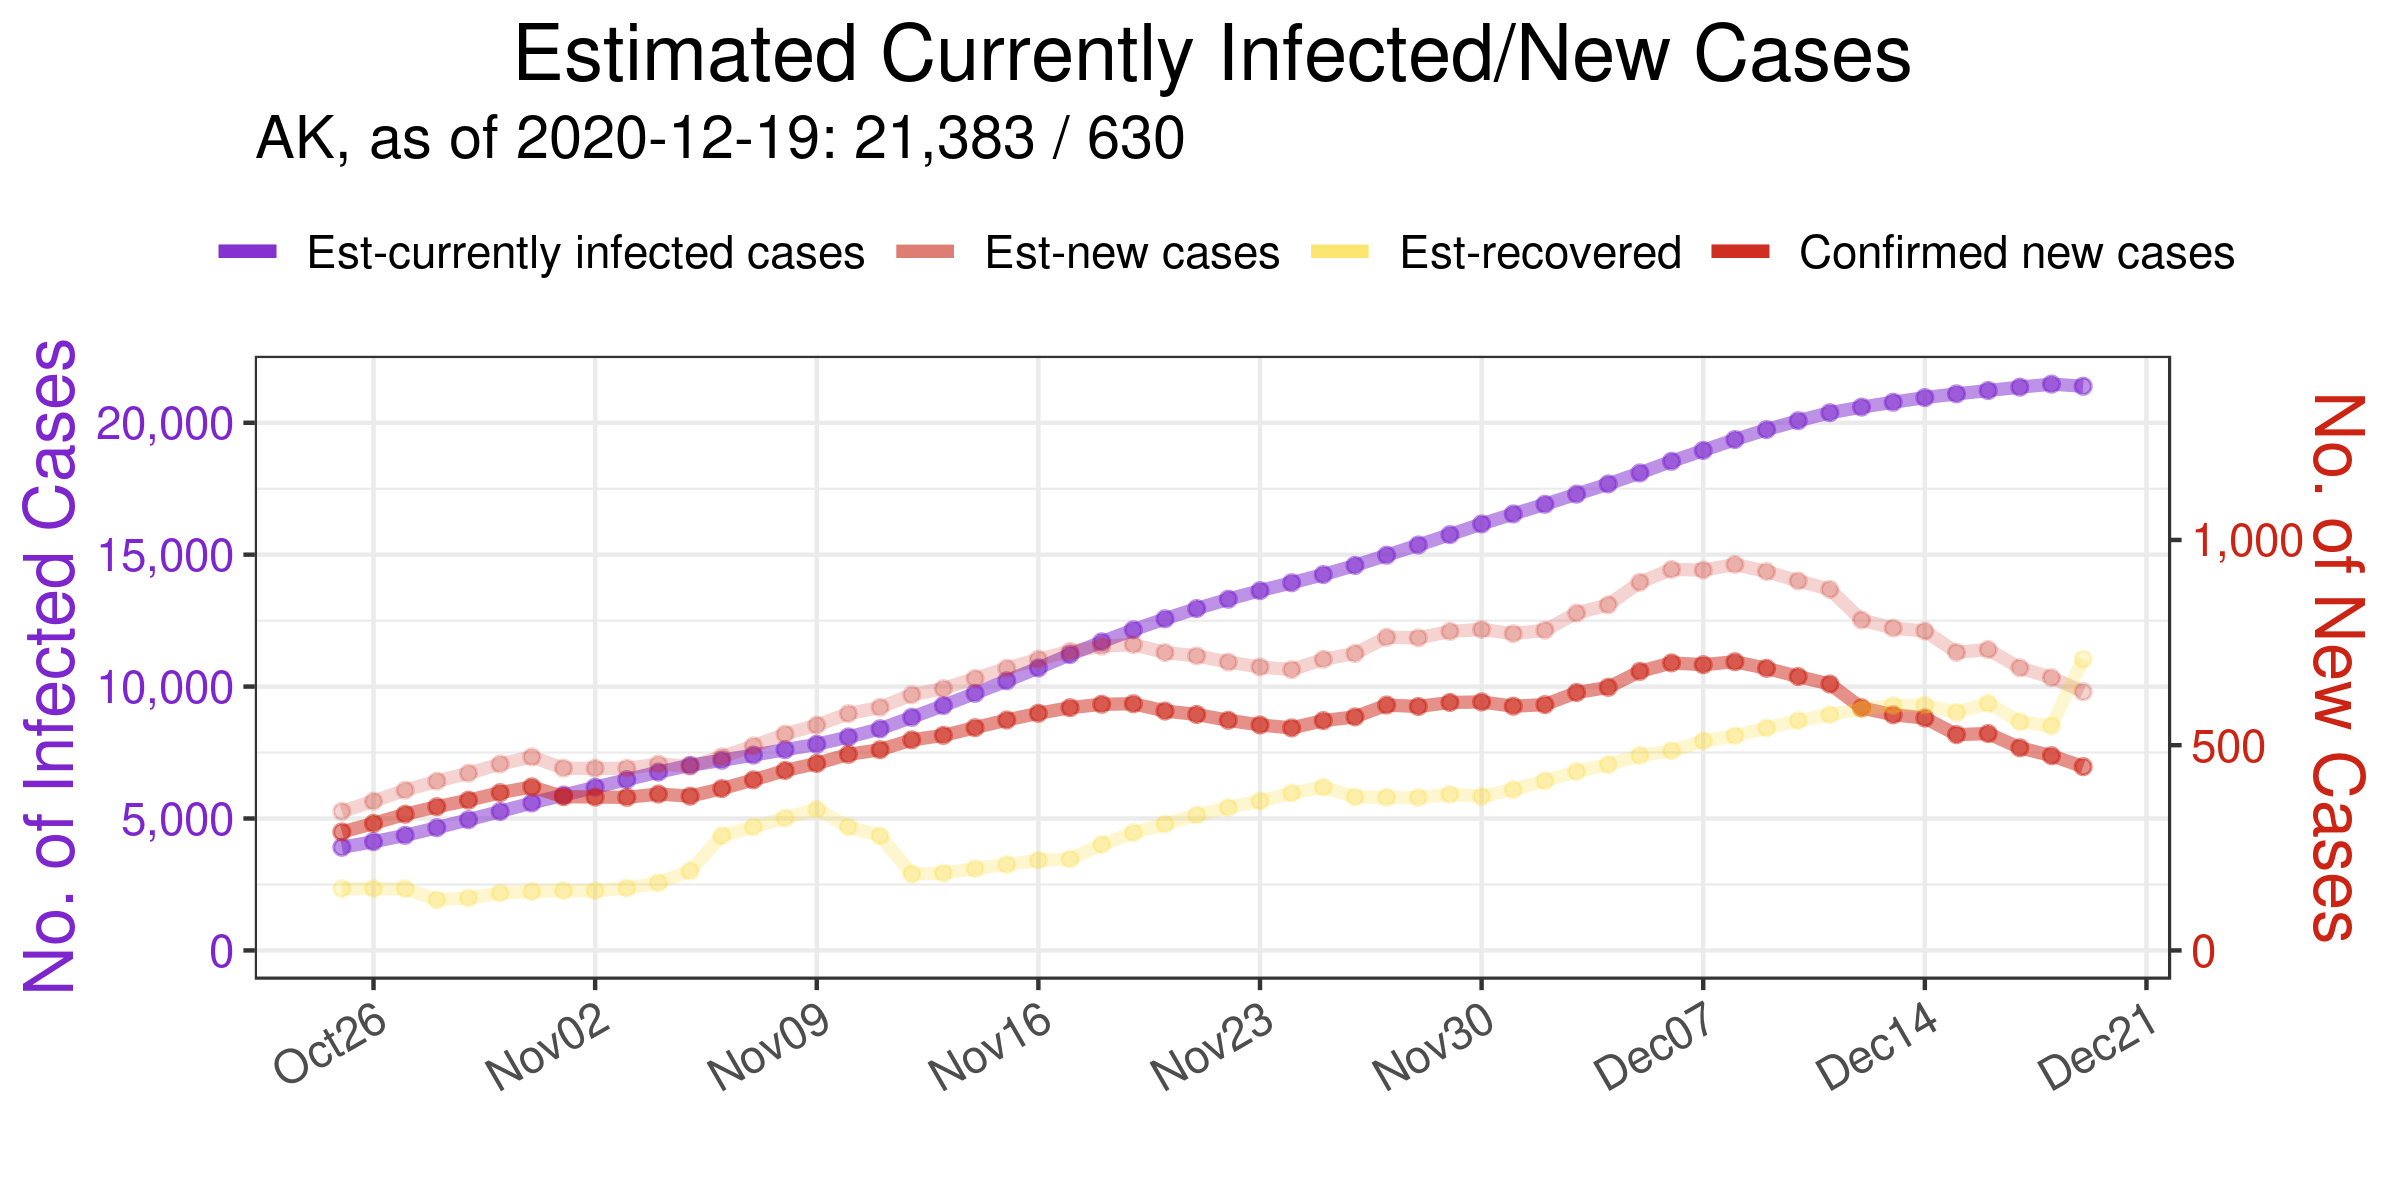 Estimated Currently Infected/New Cases
AK, as of 2020-12-19: 21,383 / 630
Est-currently infected cases Est-new cases Est-recovered Confirmed new cases
No. of Infected Cases
20,000
15,000
10,000
5,000
0
1,000
500
0
No. of New Cases
Oct26 Nov02 Nov09 Nov16 Nov23 Nov30 Dec07 Dec14 Dec21